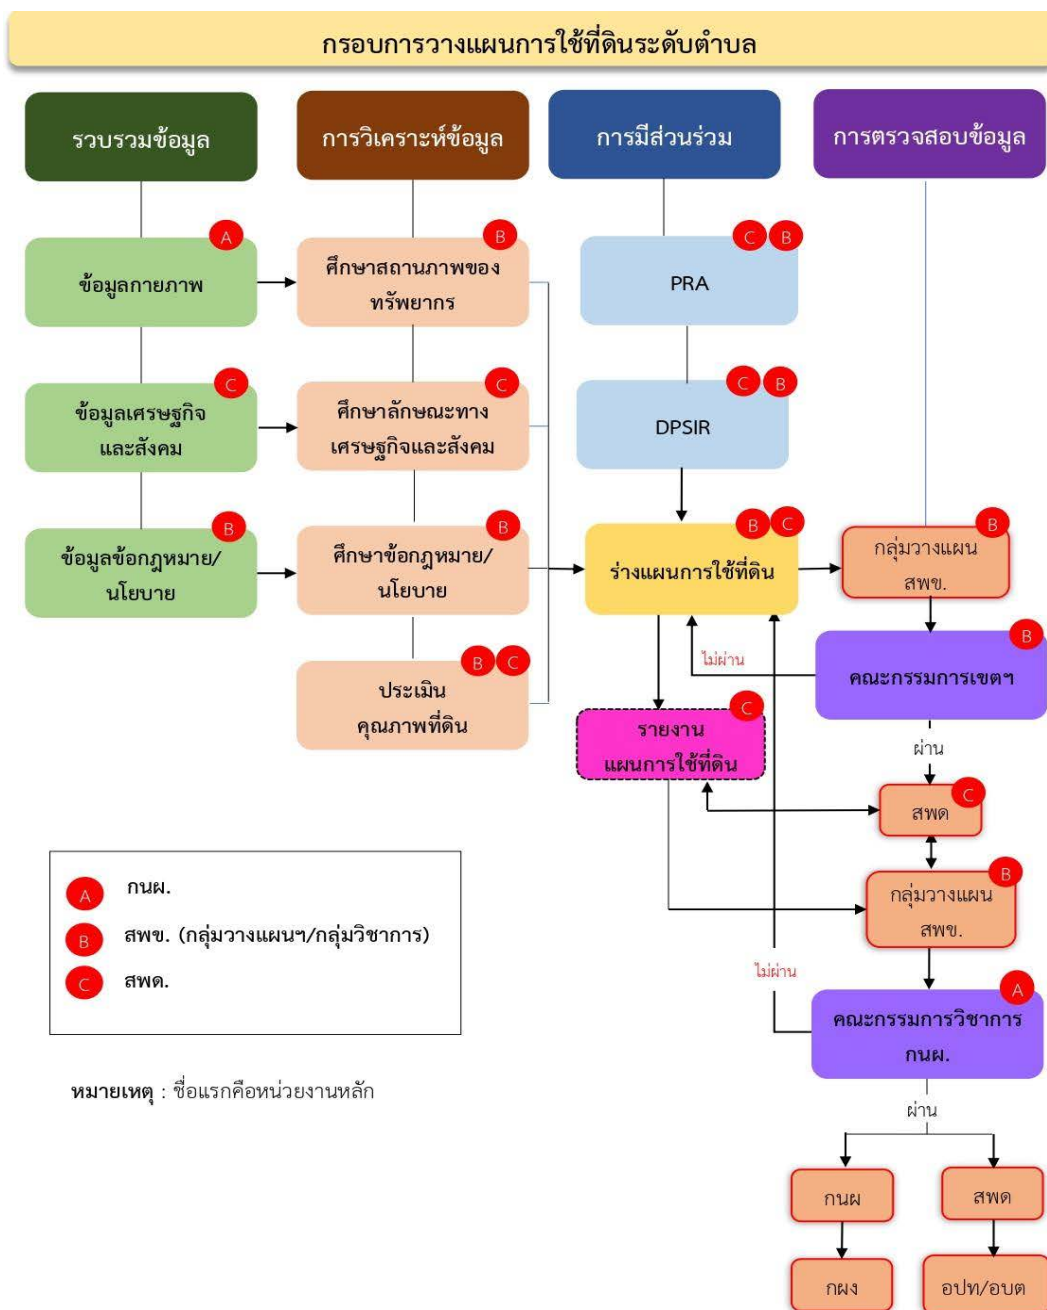 กรอบการวางแผนการใช้ที่ดินระดับตำบล
รวบรวมข้อมูล
การวิเคราะห์ข้อมูล
การมีส่วนร่วม
การตรวจสอบข้อมูล
A
ข้อมูลกายภาพ
B
ศึกษาสถานภาพของ
ทรัพยากร
C B
PRA
C
ข้อมูลเศรษฐกิจ
และสังคม
C
ศึกษาลักษณะทาง
เศรษฐกิจและสังคม
C B
DPSIR
B
ข้อมูลข้อกฎหมาย/
นโยบาย
B
ศึกษาข้อกฎหมาย/
นโยบาย
B C
ร่างแผนการใช้ที่ดิน
B
กลุ่มวางแผน
สพข.
B C
ประเมิน
คุณภาพที่ดิน
ไม่ผ่าน
B
คณะกรรมการเขตฯ
C
รายงาน
แผนการใช้ที่ดิน
ผ่าน
C
สพด
B
กลุ่มวางแผน
สพข.
A กนผ.
B สพข. (กลุ่มวางแผนฯ/กลุ่มวิชาการ)
C สพด.
ไม่ผ่าน
A
คณะกรรมการวิชาการ
กนผ.
หมายเหตุ : ชื่อแรกคือหน่วยงานหลัก
ผ่าน
กนผ
สพด
กผง
อปท/อบต